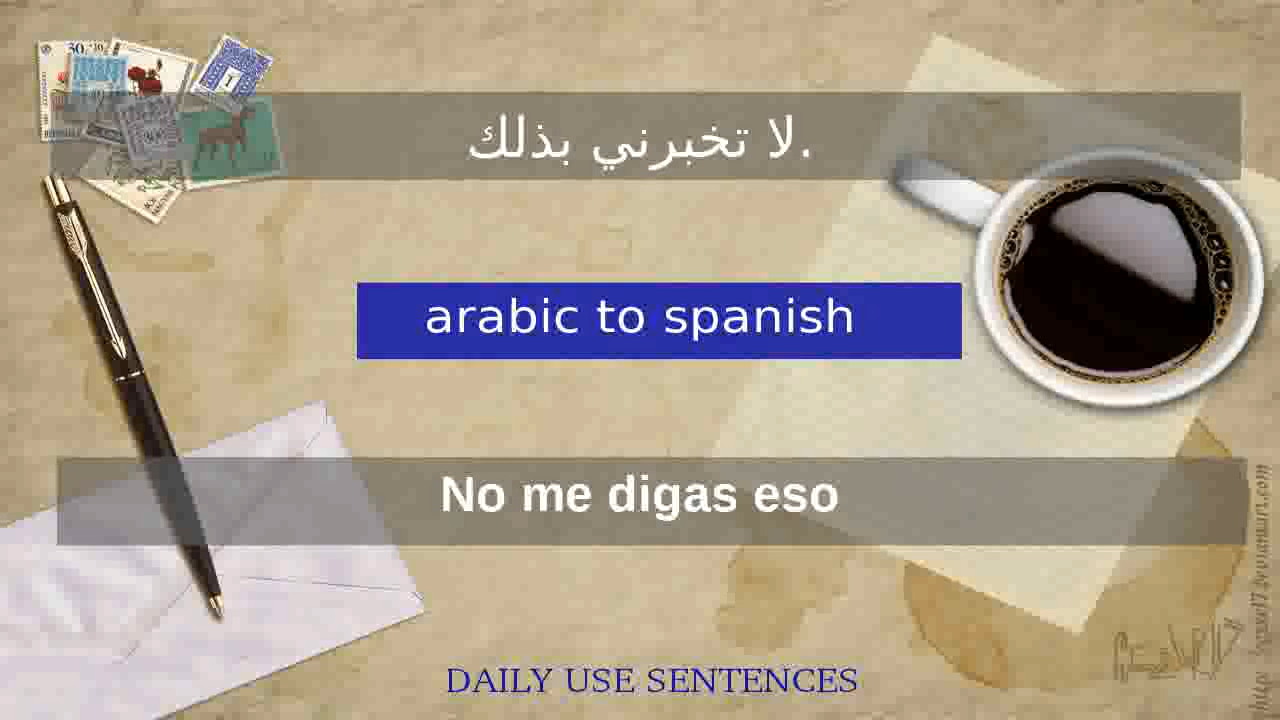 لا تخبرني بذلك.
arabic to spanish
No me digas eso
DAILY USE SENTENCES